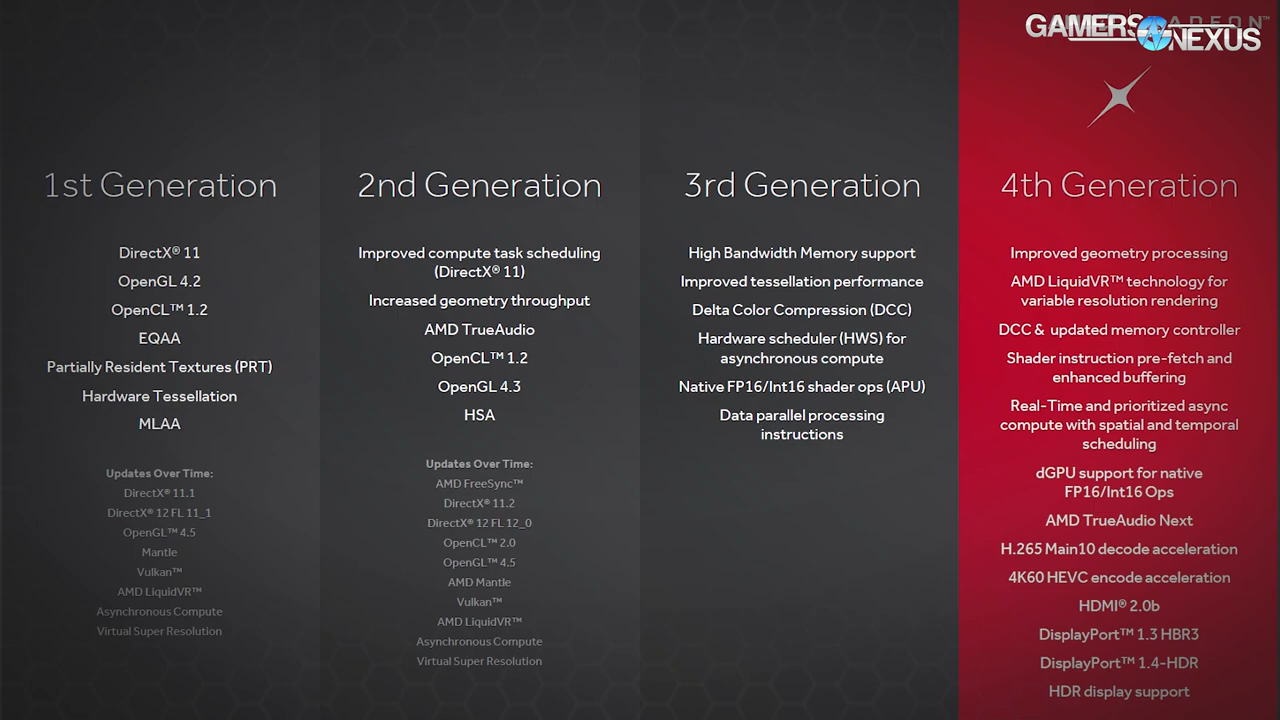 GAMERS NEXUS
RADEON™
1st Generation
DirectX® 11
OpenGL 4.2
OpenCL™ 1.2
EQAA
Partially Resident Textures (PRT)
Hardware Tessellation
MLAA
Updates Over Time:
DirectX® 11.1
DirectX® 12 FL 11_1
OpenGL™ 4.5
Mantle
Vulkan™
AMD LiquidVR™
Asynchronous Compute
Virtual Super Resolution
2nd Generation
Improved compute task scheduling
(DirectX® 11)
Increased geometry throughput
AMD TrueAudio
OpenCL™ 1.2
OpenGL 4.3
HSA
Updates Over Time:
AMD FreeSync™
DirectX® 11.2
DirectX® 12 FL 12_0
OpenCL™ 2.0
OpenGL 4.5
AMD Mantle
Vulkan™
AMD LiquidVR™
Asynchronous Compute
Virtual Super Resolution
3rd Generation
High Bandwidth Memory support
Improved tessellation performance
Delta Color Compression (DCC)
Hardware scheduler (HWS) for
asynchronous compute
Native FP16/Int16 shader ops (APU)
Data parallel processing
instructions
4th Generation
Improved geometry processing
AMD LiquidVR™ technology for
variable resolution rendering
DCC & updated memory controller
Shader instruction pre-fetch and
enhanced buffering
Real-Time and prioritized async
compute with spatial and temporal
scheduling
dGPU support for native
FP16/Int16 Ops
AMD TrueAudio Next
H.265 Main10 decode acceleration
4K60 HEVC encode acceleration
HDMI® 2.0b
DisplayPort™ 1.3 HBR3
DisplayPort™ 1.4-HDR
HDR display support